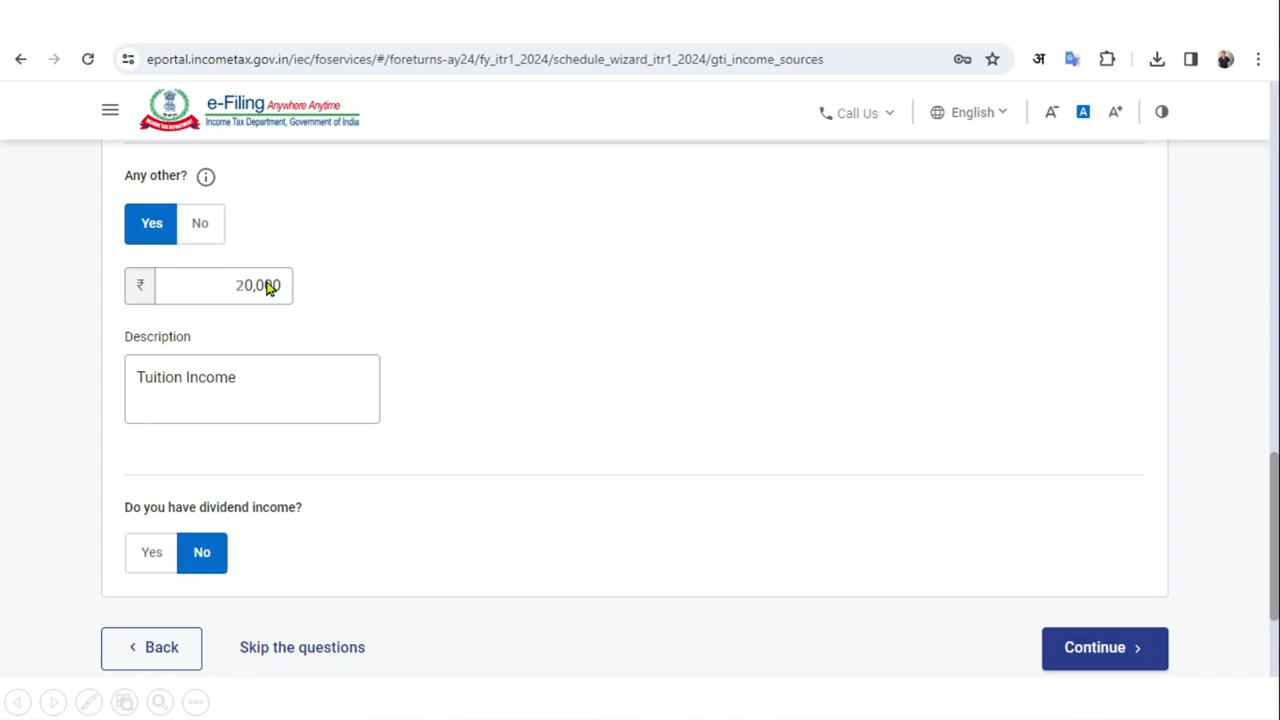 eportal.incometax.gov.in/iec/foservices/#/foreturns-ay24/fy_itr1_2024/schedule_wizard_itr1_2024/gti_income_sources
अ
e-Filing Anywhere Anytime
Income Tax Department, Government of India
Call Us
English
A-
A
A+
Any other?
Yes No
₹ 20,000
Description
Tuition Income
Do you have dividend income?
Yes No
Back
Skip the questions
Continue